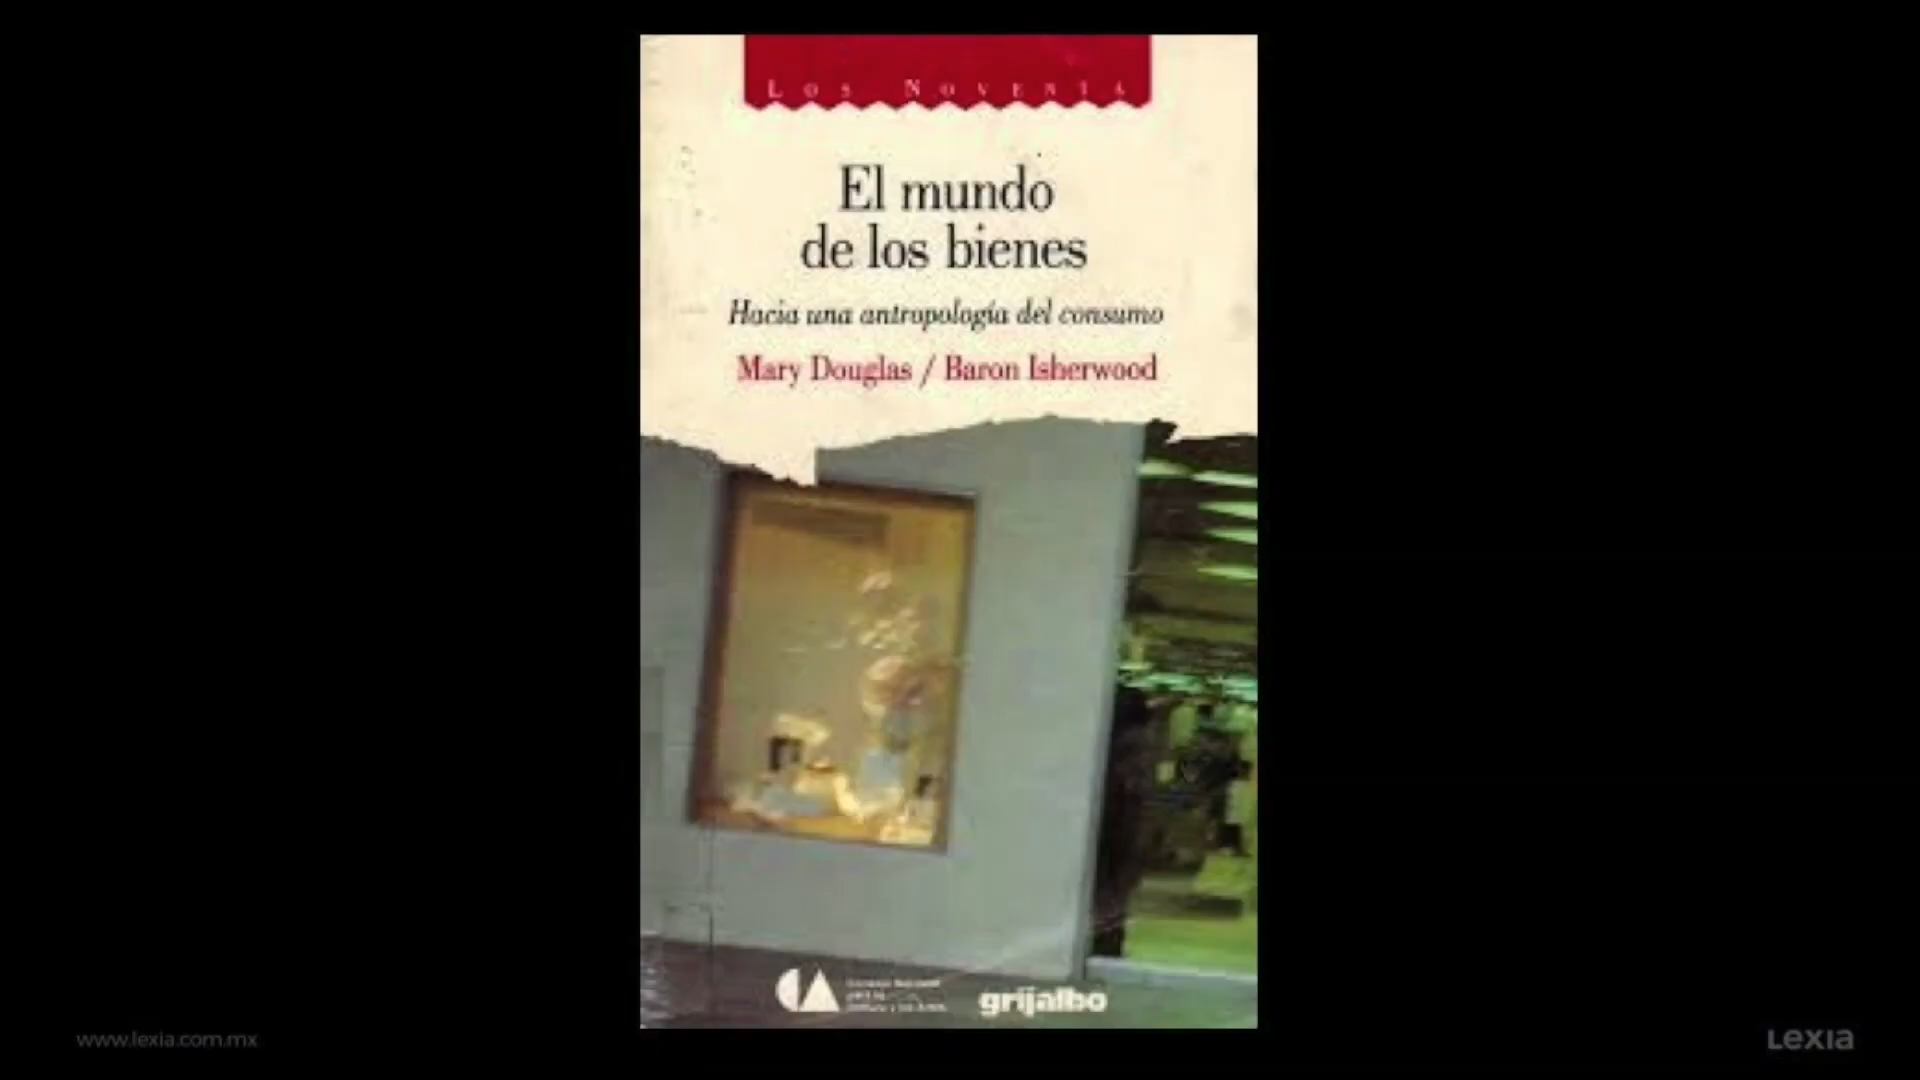 Los Noventa
El mundo
de los bienes
Hacia una antropología del consumo
Mary Douglas / Baron Isherwood
CA
grijalbo
www.lexia.com.mx
Lexia